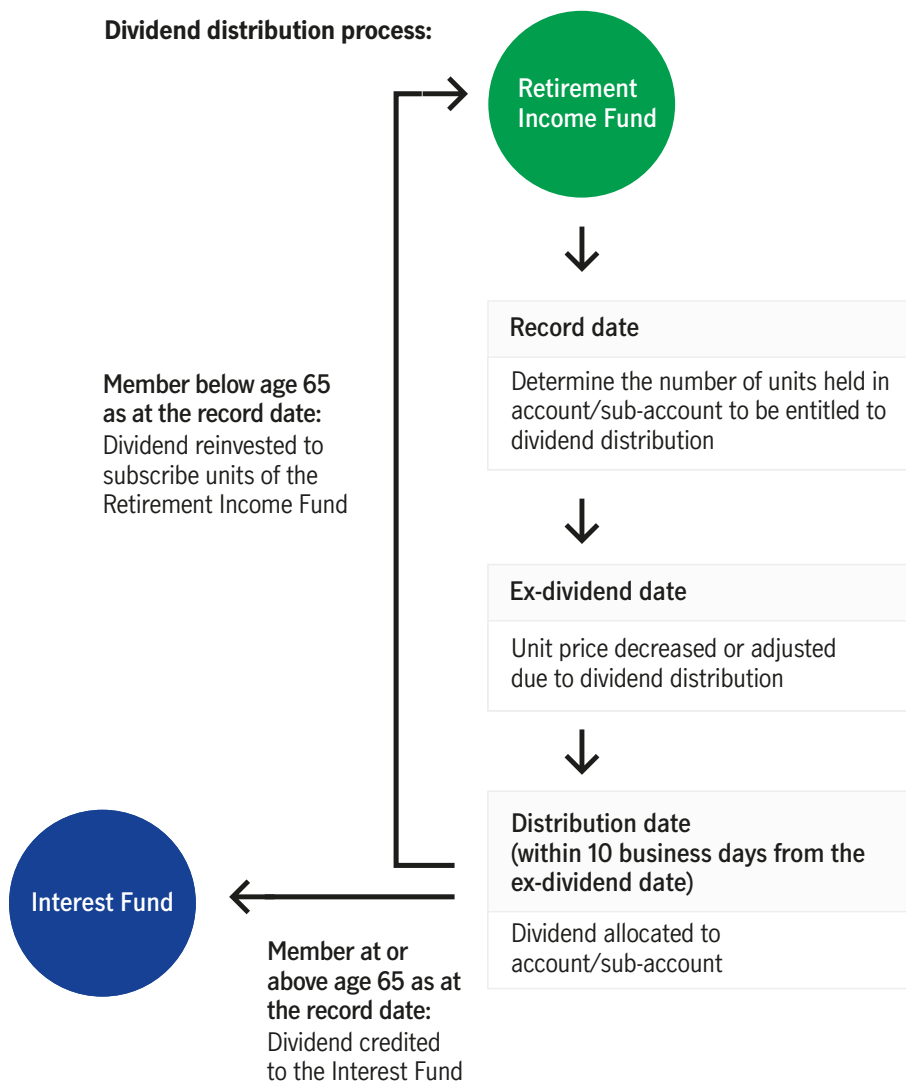 Dividend distribution process:
Retirement
Income Fund
Record date
Determine the number of units held in
account/sub-account to be entitled to
dividend distribution
Member below age 65
as at the record date:
Dividend reinvested to
subscribe units of the
Retirement Income Fund
Ex-dividend date
Unit price decreased or adjusted
due to dividend distribution
Distribution date
(within 10 business days from the
ex-dividend date)
Dividend allocated to
account/sub-account
Interest Fund
Member at or
above age 65 as at
the record date:
Dividend credited
to the Interest Fund